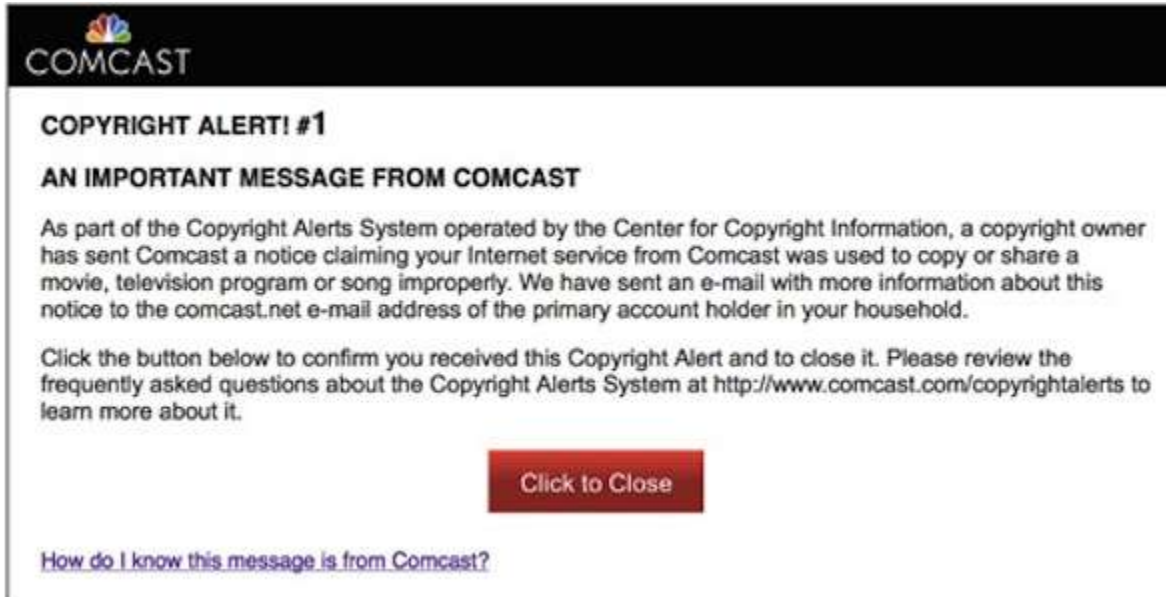 COMCAST
COPYRIGHT ALERT! #1
AN IMPORTANT MESSAGE FROM COMCAST
As part of the Copyright Alerts System operated by the Center for Copyright Information, a copyright owner
has sent Comcast a notice claiming your Internet service from Comcast was used to copy or share a
movie, television program or song improperly. We have sent an e-mail with more information about this
notice to the comcast.net e-mail address of the primary account holder in your household.
Click the button below to confirm you received this Copyright Alert and to close it. Please review the
frequently asked questions about the Copyright Alerts System at http://www.comcast.com/copyrightalerts to
learn more about it.
Click to Close
How do I know this message is from Comcast?